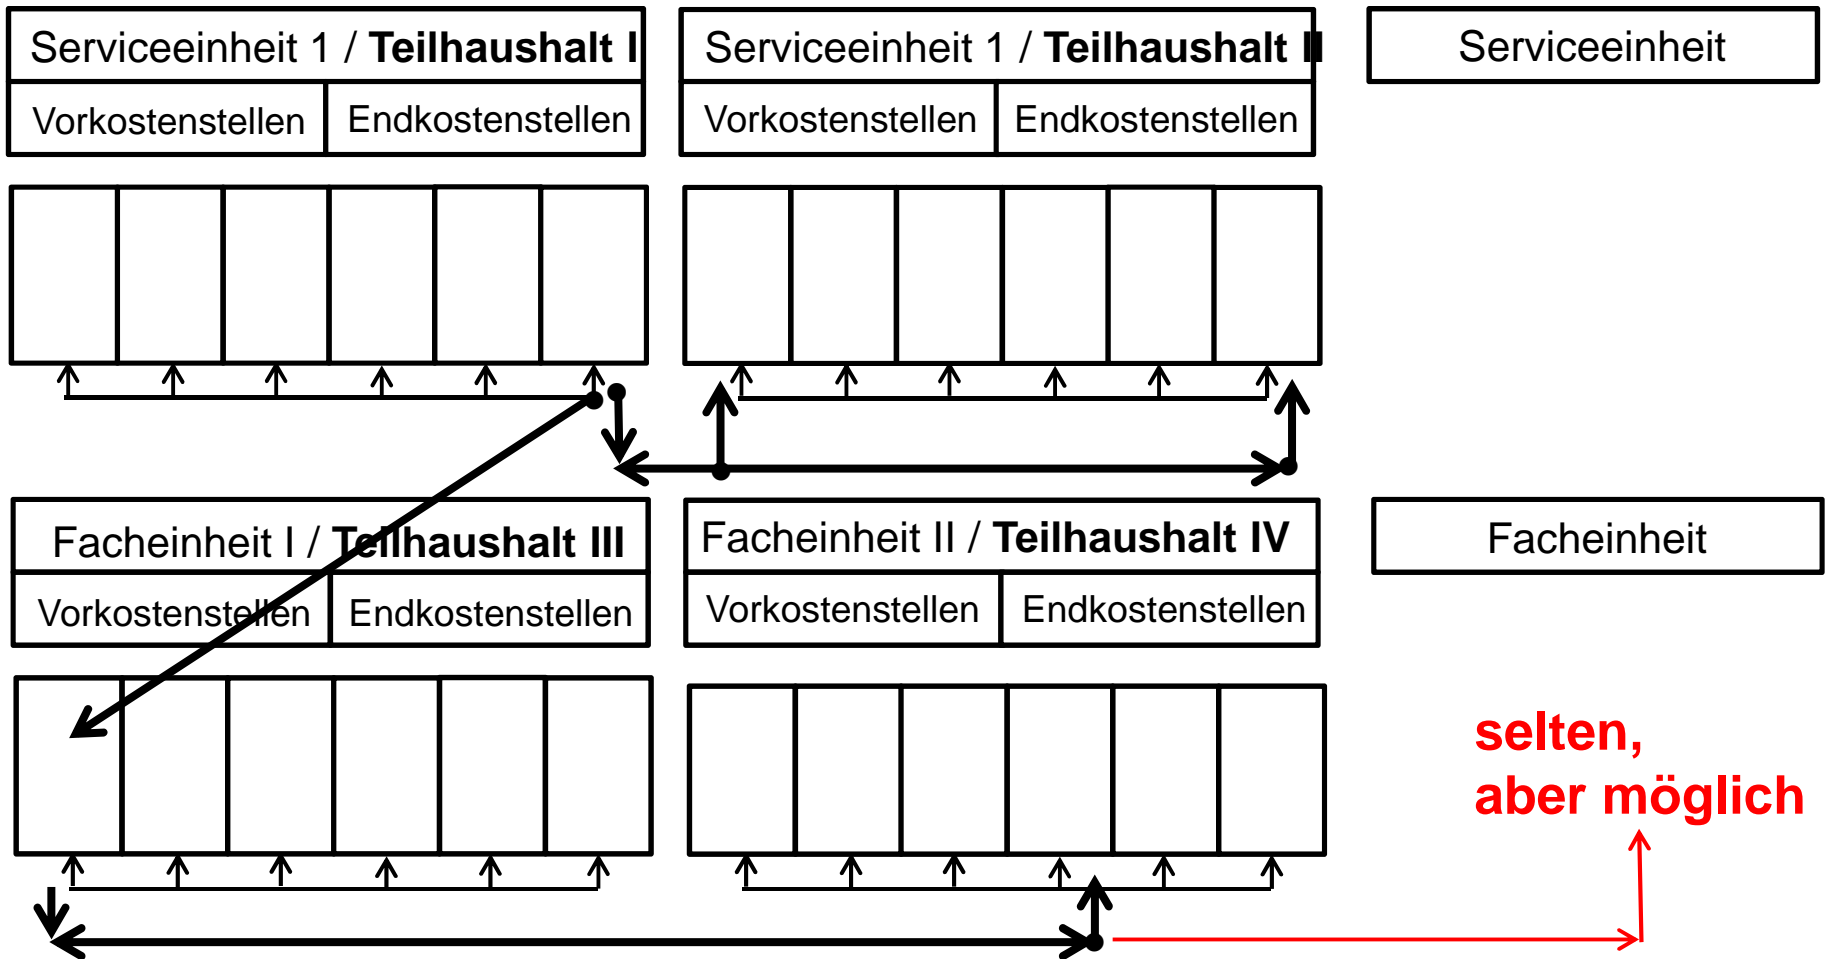 Serviceeinheit 1 / Teilhaushalt I
Vorkostenstellen
Endkostenstellen
Serviceeinheit 1 / Teilhaushalt II
Vorkostenstellen
Endkostenstellen
Serviceeinheit
Facheinheit I / Teilhaushalt III
Vorkostenstellen
Endkostenstellen
Facheinheit II / Teilhaushalt IV
Vorkostenstellen
Endkostenstellen
Facheinheit
selten,
aber möglich